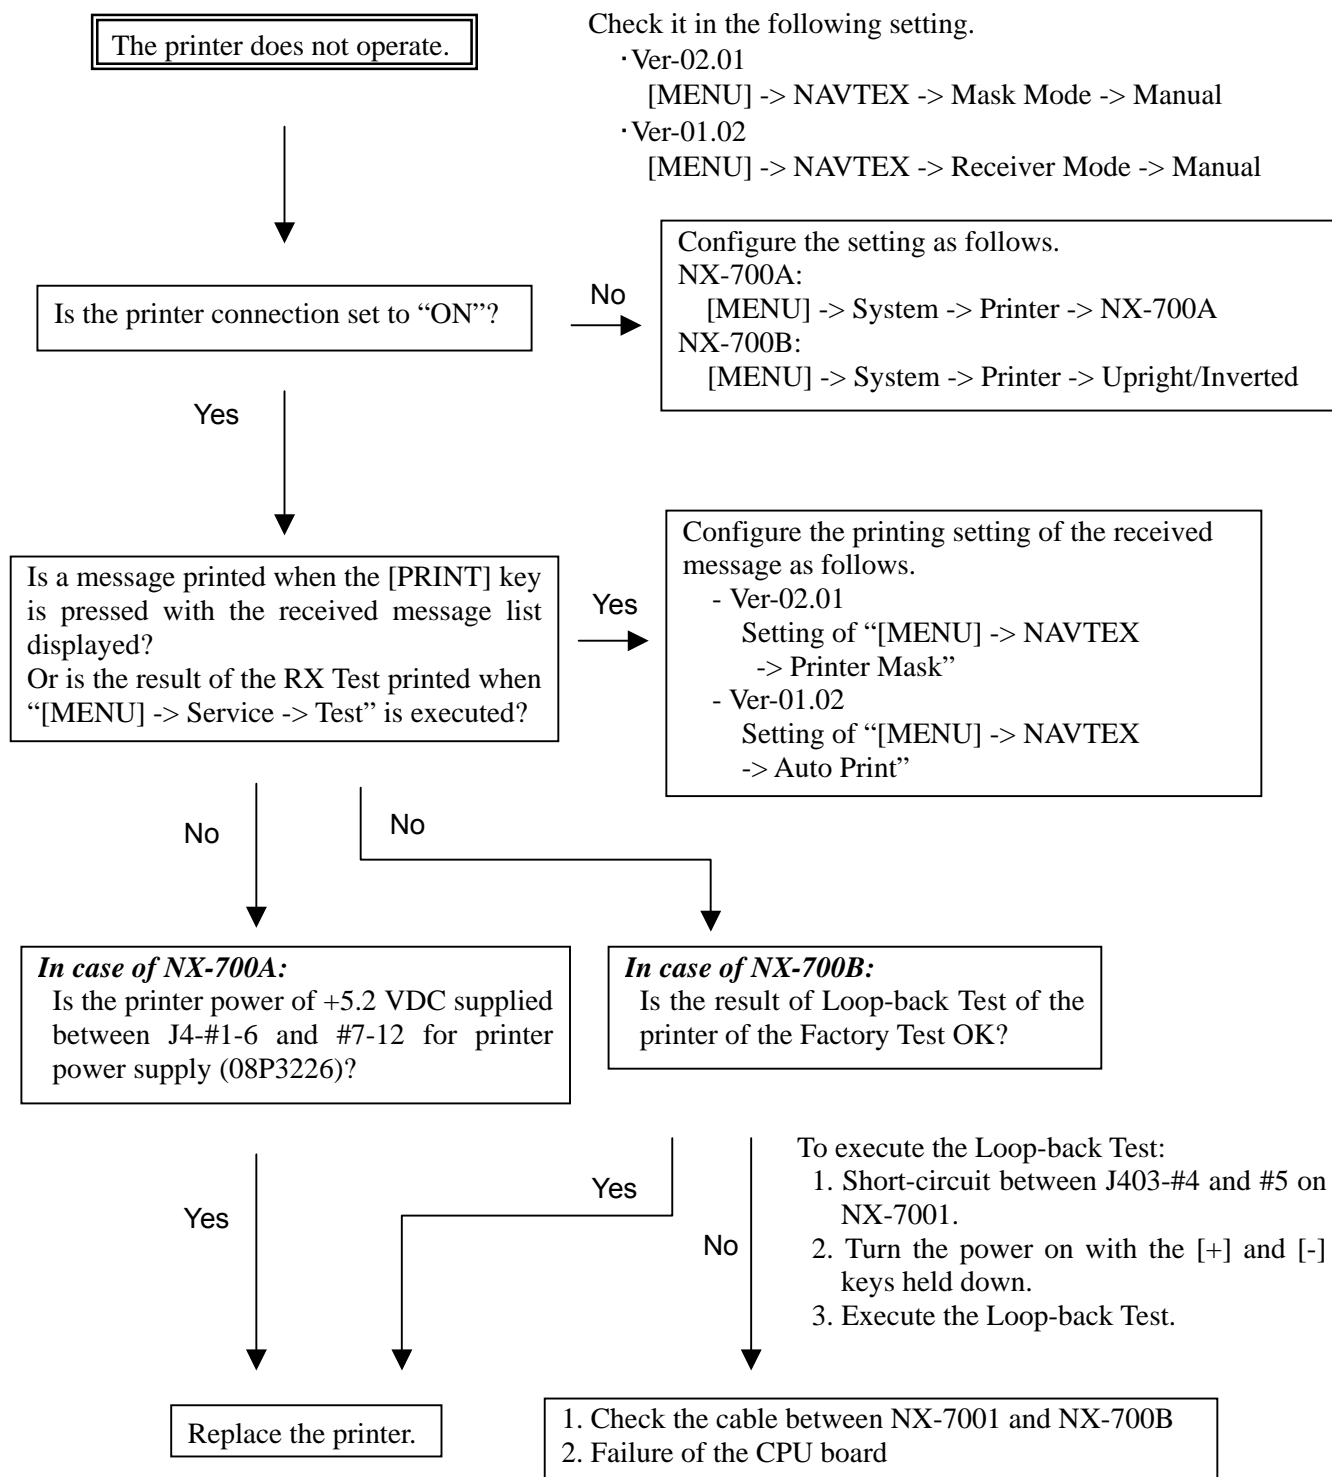 The printer does not operate.
Check it in the following setting.
・Ver-02.01
[MENU] -> NAVTEX -> Mask Mode -> Manual
・Ver-01.02
[MENU] -> NAVTEX -> Receiver Mode -> Manual
Is the printer connection set to “ON”?
No
Configure the setting as follows.
NX-700A:
[MENU] -> System -> Printer -> NX-700A
NX-700B:
[MENU] -> System -> Printer -> Upright/Inverted
Yes
Is a message printed when the [PRINT] key
is pressed with the received message list
displayed?
Or is the result of the RX Test printed when
“[MENU] -> Service -> Test” is executed?
Yes
Configure the printing setting of the received
message as follows.
- Ver-02.01
Setting of “[MENU] -> NAVTEX
-> Printer Mask”
- Ver-01.02
Setting of “[MENU] -> NAVTEX
-> Auto Print”
No
No
In case of NX-700A:
Is the printer power of +5.2 VDC supplied
between J4-#1-6 and #7-12 for printer
power supply (08P3226)?
In case of NX-700B:
Is the result of Loop-back Test of the
printer of the Factory Test OK?
Yes
Yes
No
To execute the Loop-back Test:
1. Short-circuit between J403-#4 and #5 on
NX-7001.
2. Turn the power on with the [+] and [-]
keys held down.
3. Execute the Loop-back Test.
Replace the printer.
1. Check the cable between NX-7001 and NX-700B
2. Failure of the CPU board